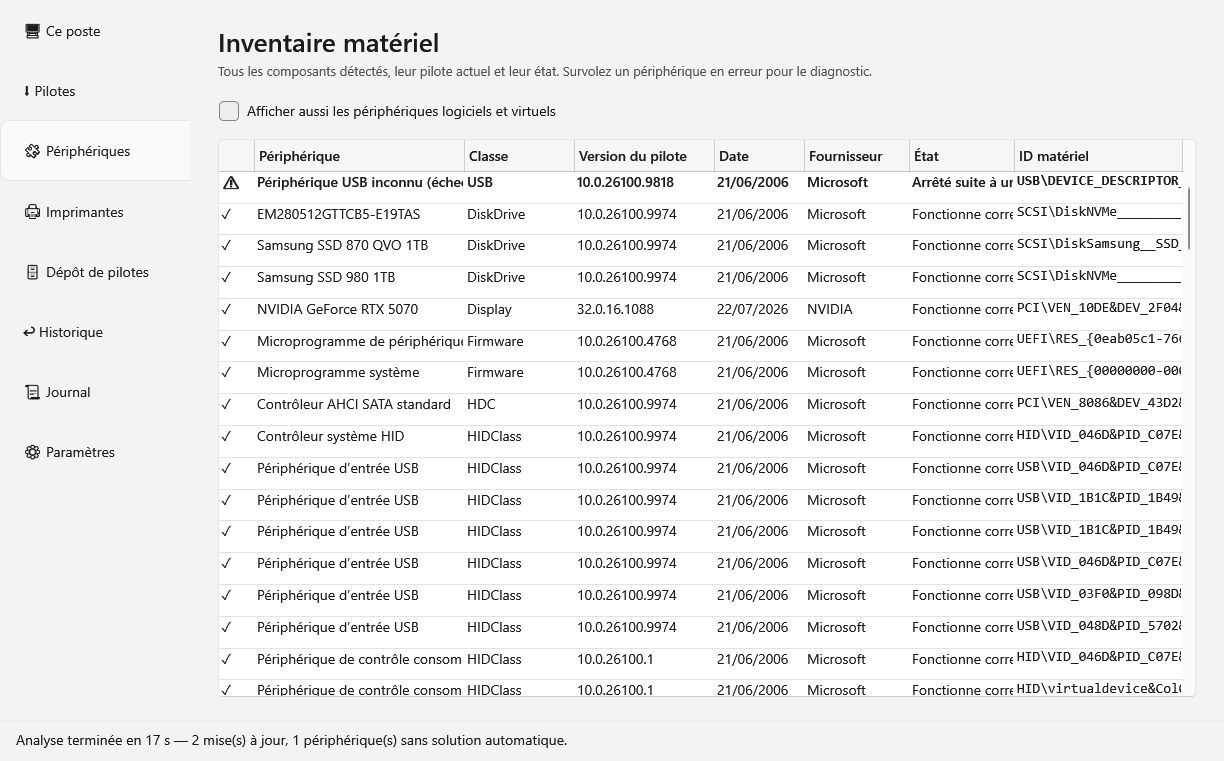 Ce poste
Pilotes
Périphériques
Imprimantes
Dépôt de pilotes
Historique
Journal
Paramètres
Inventaire matériel
Tous les composants détectés, leur pilote actuel et leur état. Survolez un périphérique en erreur pour le diagnostic.
Afficher aussi les périphériques logiciels et virtuels
Périphérique Classe Version du pilote Date Fournisseur État ID matériel
Périphérique USB inconnu (éche USB 10.0.26100.9818 21/06/2006 Microsoft Arrêté suite à un USB\DEVICE_DESCRIPTOR_
✓ EM280512GTTCB5-E19TAS DiskDrive 10.0.26100.9974 21/06/2006 Microsoft Fonctionne corre SCSI\DiskNVMe_________
✓ Samsung SSD 870 QVO 1TB DiskDrive 10.0.26100.9974 21/06/2006 Microsoft Fonctionne corre SCSI\DiskSamsung__SSD_
✓ Samsung SSD 980 1TB DiskDrive 10.0.26100.9974 21/06/2006 Microsoft Fonctionne corre SCSI\DiskNVMe_________
✓ NVIDIA GeForce RTX 5070 Display 32.0.16.1088 22/07/2026 NVIDIA Fonctionne corre PCI\VEN_10DE&DEV_2F04&
✓ Microprogramme de périphérique Firmware 10.0.26100.4768 21/06/2006 Microsoft Fonctionne corre UEFI\RES_{0eab05c1-766
✓ Microprogramme système Firmware 10.0.26100.4768 21/06/2006 Microsoft Fonctionne corre UEFI\RES_{00000000-000
✓ Contrôleur AHCI SATA standard HDC 10.0.26100.9974 21/06/2006 Microsoft Fonctionne corre PCI\VEN_8086&DEV_43D2&
✓ Contrôleur système HID HIDClass 10.0.26100.9974 21/06/2006 Microsoft Fonctionne corre HID\VID_046D&PID_C07E&
✓ Périphérique d'entrée USB HIDClass 10.0.26100.9974 21/06/2006 Microsoft Fonctionne corre USB\VID_046D&PID_C07E&
✓ Périphérique d'entrée USB HIDClass 10.0.26100.9974 21/06/2006 Microsoft Fonctionne corre USB\VID_1B1C&PID_1B49&
✓ Périphérique d'entrée USB HIDClass 10.0.26100.9974 21/06/2006 Microsoft Fonctionne corre USB\VID_1B1C&PID_1B49&
✓ Périphérique d'entrée USB HIDClass 10.0.26100.9974 21/06/2006 Microsoft Fonctionne corre USB\VID_046D&PID_C07E&
✓ Périphérique d'entrée USB HIDClass 10.0.26100.9974 21/06/2006 Microsoft Fonctionne corre USB\VID_03F0&PID_098D&
✓ Périphérique d'entrée USB HIDClass 10.0.26100.9974 21/06/2006 Microsoft Fonctionne corre USB\VID_048D&PID_5702&
✓ Périphérique de contrôle consom HIDClass 10.0.26100.1 21/06/2006 Microsoft Fonctionne corre HID\VID_046D&PID_C07E&
✓ Périphérique de contrôle consom HIDClass 10.0.26100.1 21/06/2006 Microsoft Fonctionne corre HID\virtualdevice&Col0
Analyse terminée en 17 s — 2 mise(s) à jour, 1 périphérique(s) sans solution automatique.